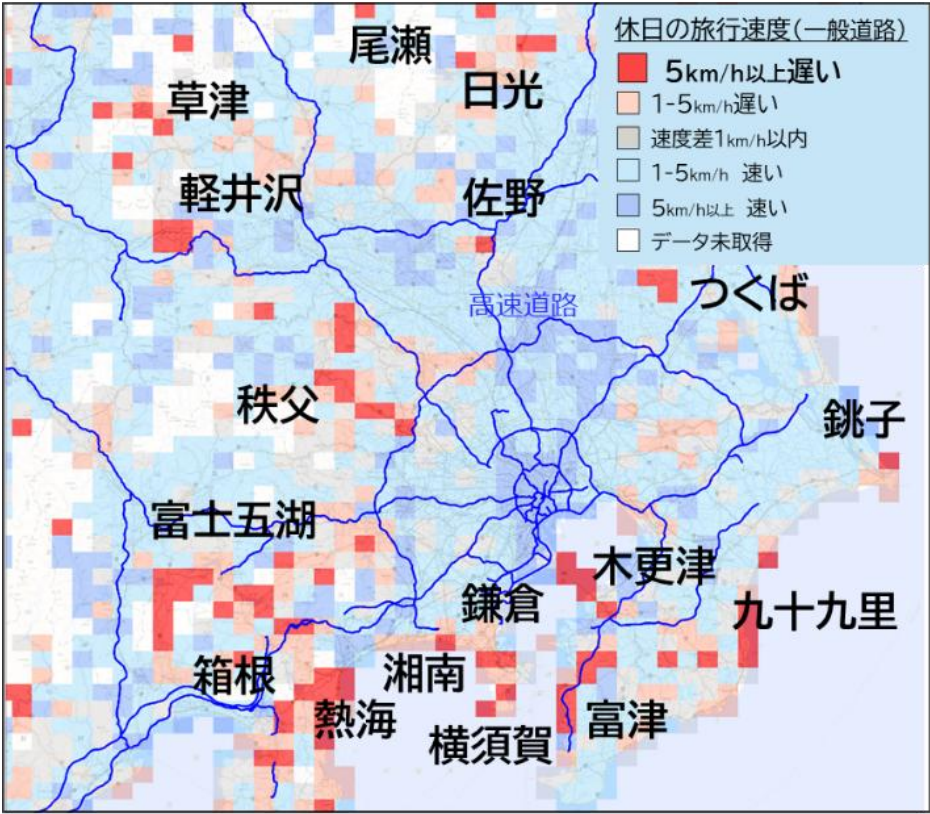 休日の旅行速度(一般道路)
5km/h以上遅い
1-5km/h遅い
速度差1km/h以内
1-5km/h 速い
5km/h以上 速い
データ未取得
尾瀬
日光
草津
軽井沢
佐野
つくば
高速道路
秩父
銚子
富士五湖
木更津
鎌倉
九十九里
箱根
湘南
熱海
富津
横須賀